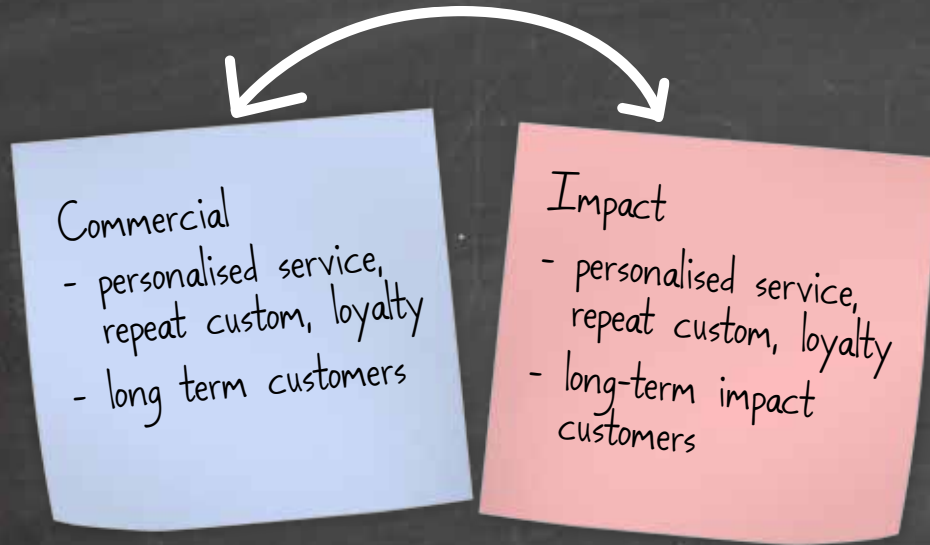 Commercial
- personalised service,
repeat custom, loyalty
- long term customers
Impact
- personalised service,
repeat custom, loyalty
- long-term impact
customers